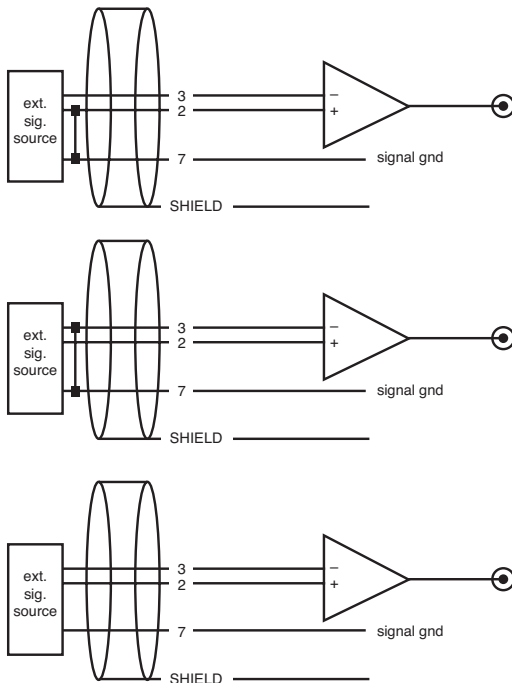 3
−
ext.
sig.
source
2
+
7
signal gnd
SHIELD
3
−
ext.
sig.
source
2
+
7
signal gnd
SHIELD
3
−
ext.
sig.
source
2
+
7
signal gnd
SHIELD